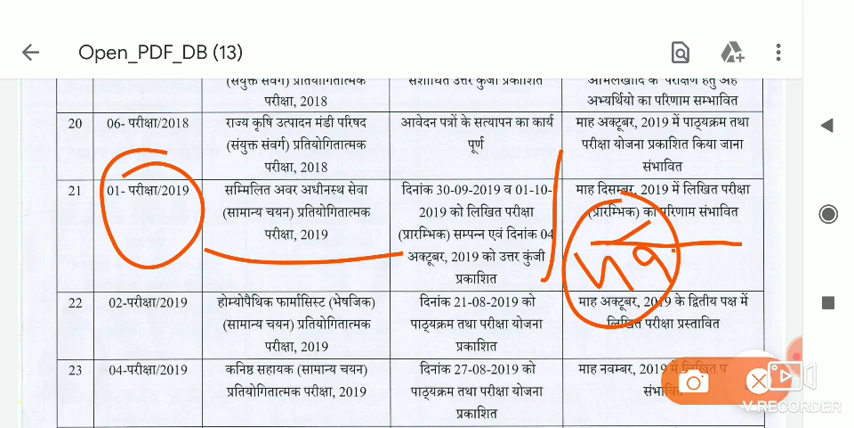 Open_PDF_DB (13)
(संयुक्त संवर्ग) प्रतियोगितात्मक
परीक्षा, 2018
संशोधित उत्तर कुंजी प्रकाशित
अभिलेखादि के परीक्षण हेतु अर्ह
अभ्यर्थियो का परिणाम सम्भावित
20
06- परीक्षा/2018
राज्य कृषि उत्पादन मंडी परिषद
(संयुक्त संवर्ग) प्रतियोगितात्मक
परीक्षा, 2018
आवेदन पत्रों के सत्यापन का कार्य
पूर्ण
माह अक्टूबर, 2019 में पाठ्यक्रम तथा
परीक्षा योजना प्रकाशित किया जाना
संभावित
21
01- परीक्षा/2019
सम्मिलित अवर अधीनस्थ सेवा
(सामान्य चयन) प्रतियोगितात्मक
परीक्षा, 2019
दिनांक 30-09-2019 व 01-10-
2019 को लिखित परीक्षा
(प्रारम्भिक) सम्पन्न एवं दिनांक 04
अक्टूबर, 2019 को उत्तर कुंजी
प्रकाशित
माह दिसम्बर, 2019 में लिखित परीक्षा
(प्रारम्भिक) का परिणाम संभावित
22
02-परीक्षा/2019
होम्योपैथिक फार्मासिस्ट (भेषजिक)
(सामान्य चयन) प्रतियोगितात्मक
परीक्षा, 2019
दिनांक 21-08-2019 को
पाठ्यक्रम तथा परीक्षा योजना
प्रकाशित
माह अक्टूबर, 2019 के द्वितीय पक्ष में
लिखित परीक्षा प्रस्तावित
23
04-परीक्षा/2019
कनिष्ठ सहायक (सामान्य चयन)
प्रतियोगितात्मक परीक्षा, 2019
दिनांक 27-08-2019 को
पाठ्यक्रम तथा परीक्षा योजना
प्रकाशित
माह नवम्बर, 2019 में लिखित
V RECORDER